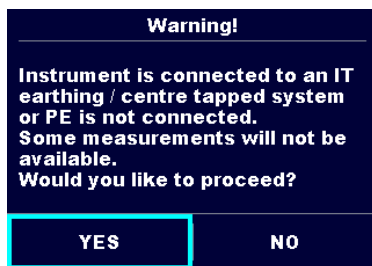 Warning!
Instrument is connected to an IT
earthing / centre tapped system
or PE is not connected.
Some measurements will not be
available.
Would you like to proceed?
YES
NO